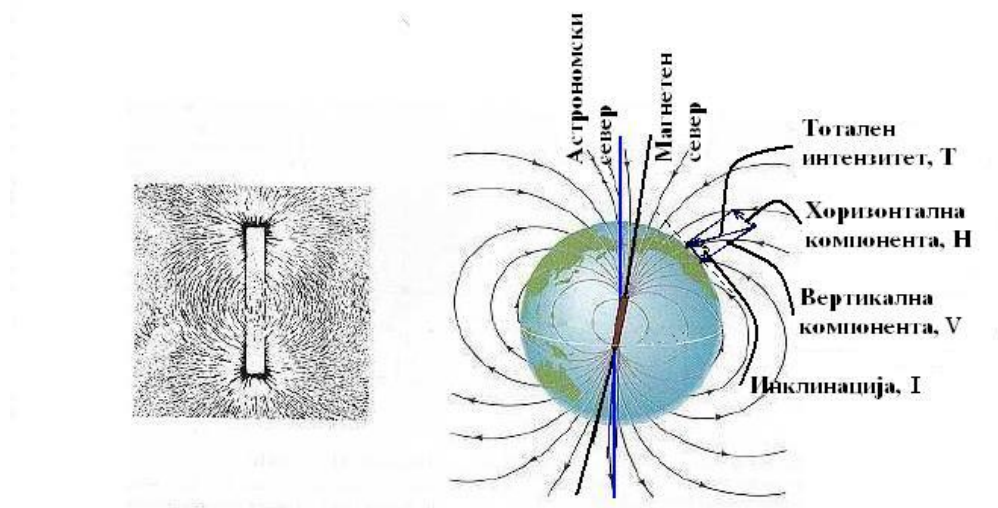 Астрономски
север
Магнетен
север
Тотален
интензитет, Т
Хоризонтална
компонента, Н
Вертикална
компонента, V
Инклинација, I